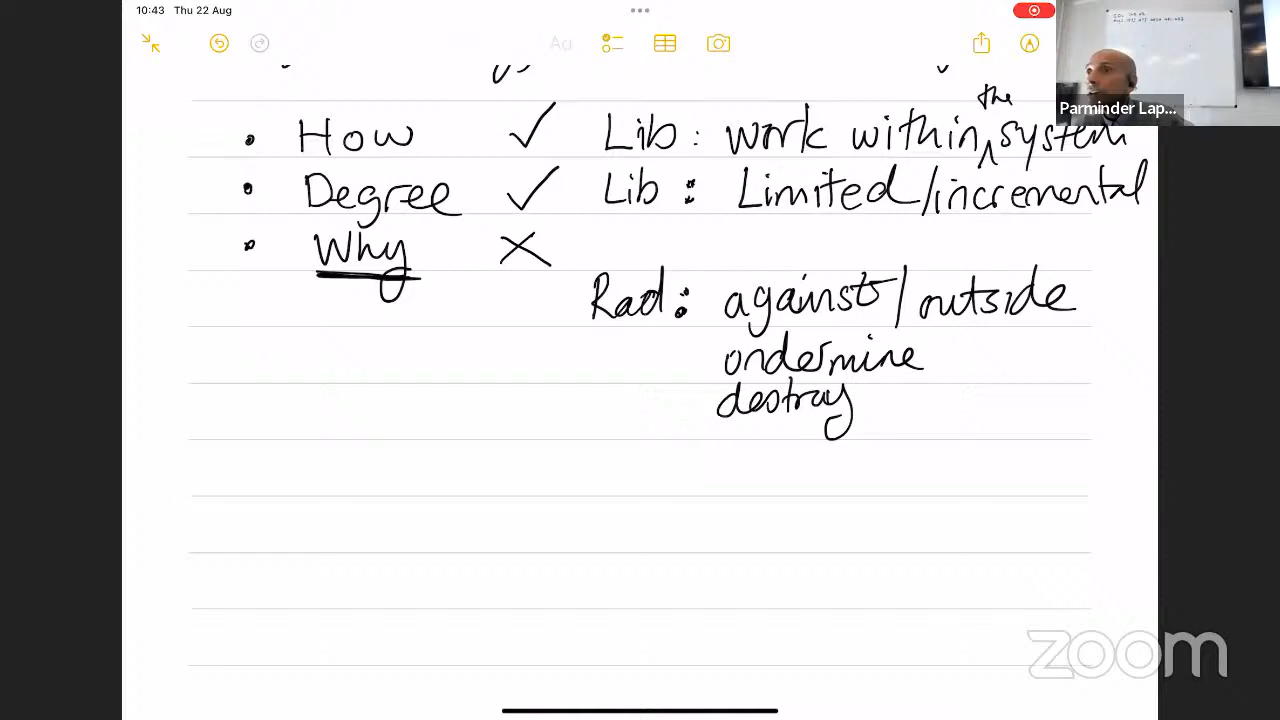 10:43 Thu 22 Aug
Aa
Parminder Lap...
the
• How ✓ Lib: work within ^ system
• Degree ✓ Lib: Limited/incremental
• Why ✗
Rad: against/outside
undermine
destroy
zoom